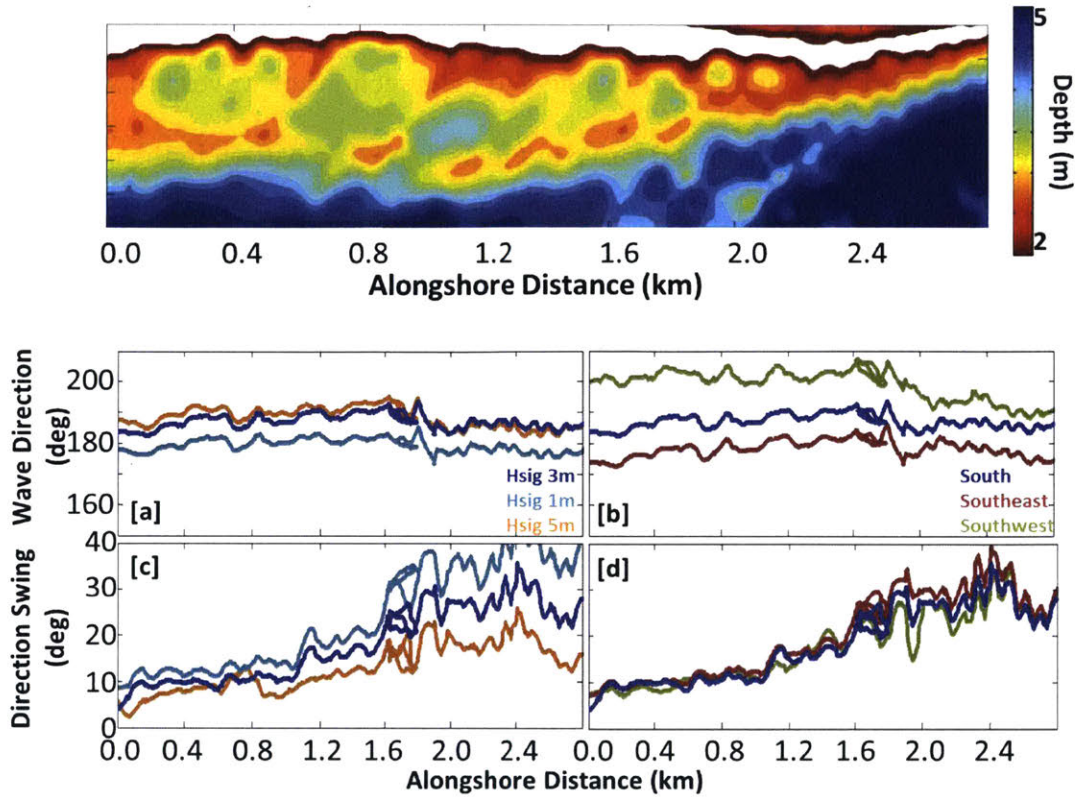 5
Depth (m)
2
0.0 0.4 0.8 1.2 1.6 2.0 2.4
Alongshore Distance (km)
Wave Direction
(deg)
200
180
160
[a]
Hsig 3m
Hsig 1m
Hsig 5m
[b]
South
Southeast
Southwest
Direction Swing
(deg)
40
30
20
10
0
[c]
[d]
0.0 0.4 0.8 1.2 1.6 2.0 2.4
0.0 0.4 0.8 1.2 1.6 2.0 2.4
Alongshore Distance (km)